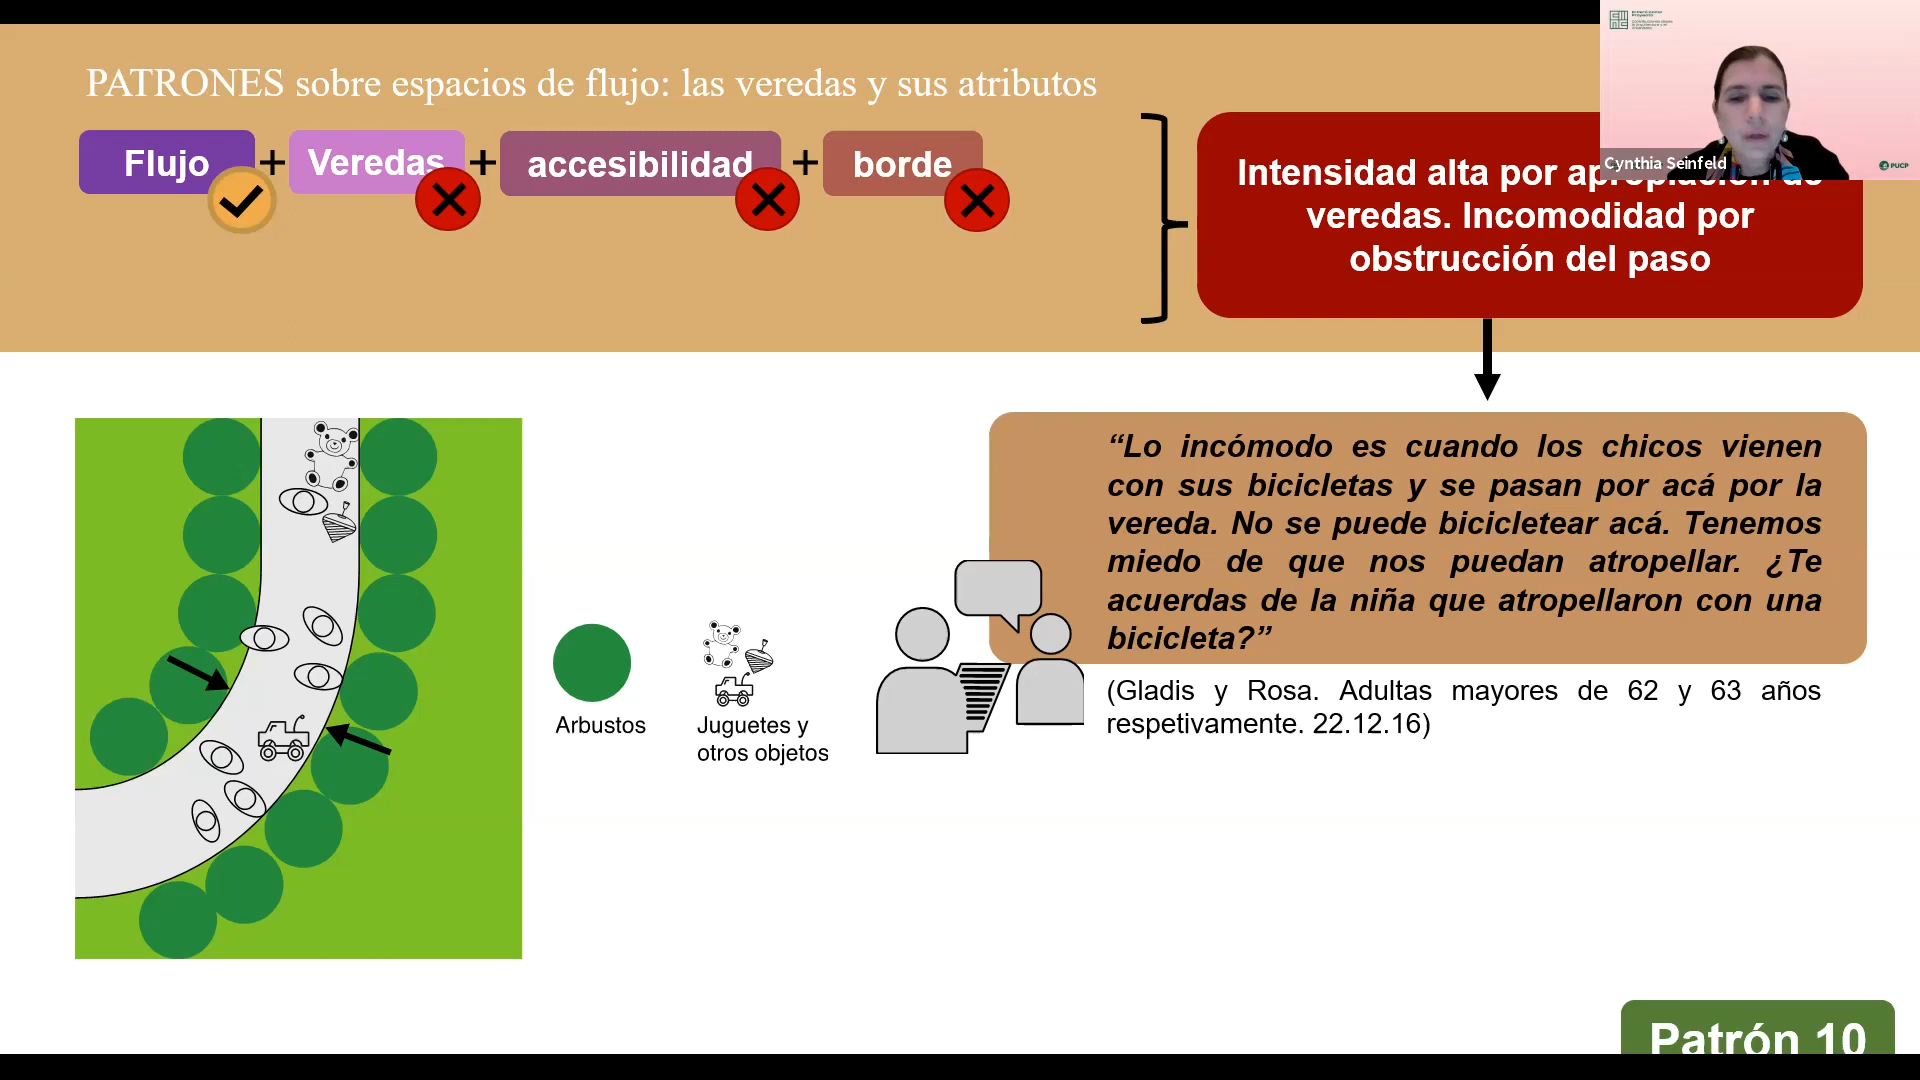 PATRONES sobre espacios de flujo: las veredas y sus atributos
Flujo + Veredas + accesibilidad + borde
Intensidad alta por apropiación de
veredas. Incomodidad por
obstrucción del paso
Cynthia Seinfeld
PUCP
“Lo incómodo es cuando los chicos vienen
con sus bicicletas y se pasan por acá por la
vereda. No se puede bicicletear acá. Tenemos
miedo de que nos puedan atropellar. ¿Te
acuerdas de la niña que atropellaron con una
bicicleta?”
(Gladis y Rosa. Adultas mayores de 62 y 63 años
respetivamente. 22.12.16)
Arbustos
Juguetes y
otros objetos
Patrón 10